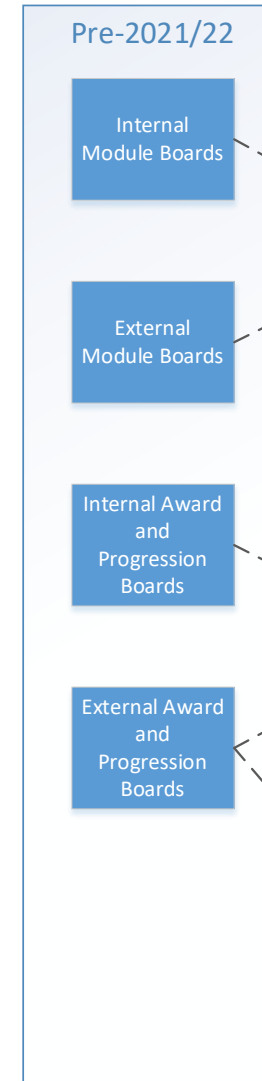 Pre-2021/22
Internal
Module Boards
External
Module Boards
Internal Award
and
Progression
Boards
External Award
and
Progression
Boards